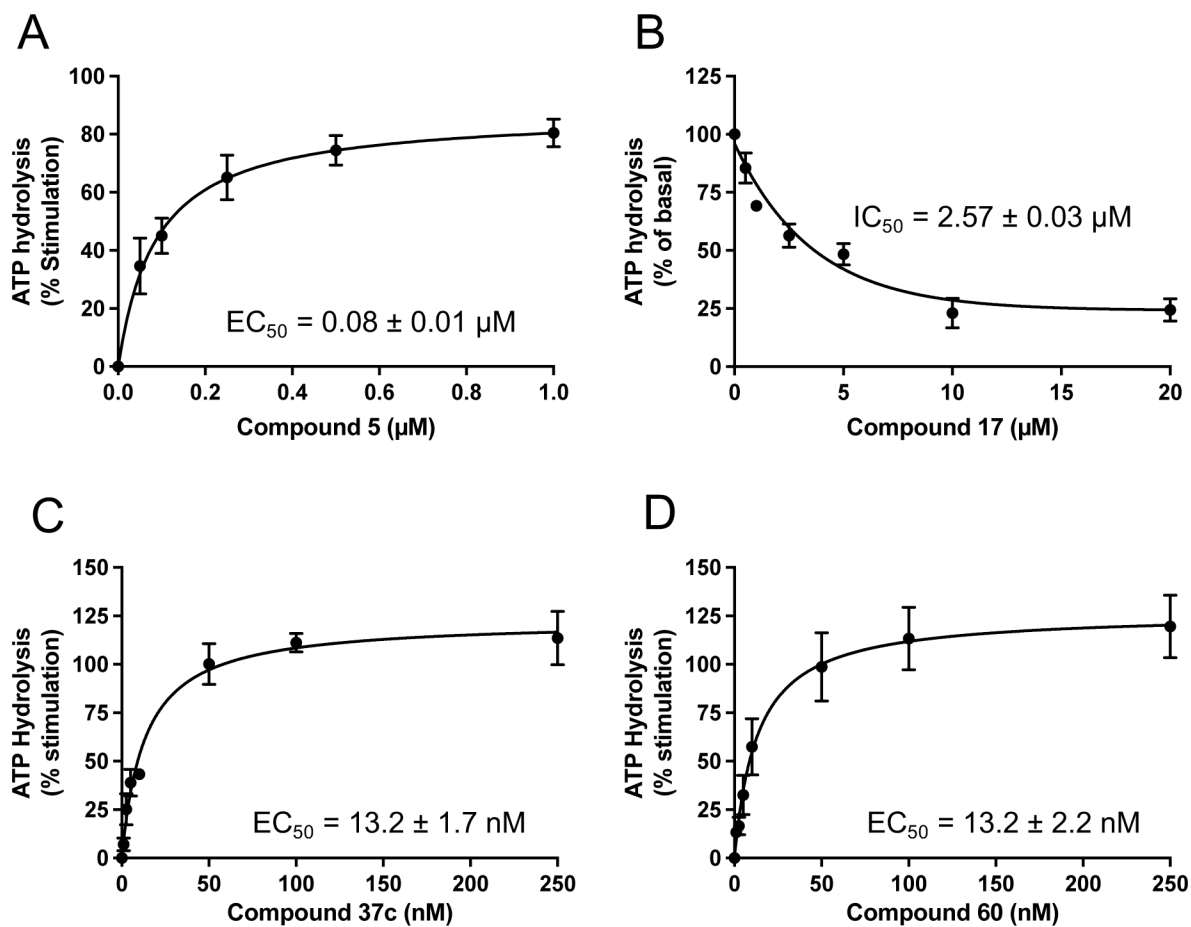 A
ATP hydrolysis
(% Stimulation)
100
80
60
40
20
0
EC50 = 0.08 ± 0.01 µM
0.0 0.2 0.4 0.6 0.8 1.0
Compound 5 (µM)
B
ATP hydrolysis
(% of basal)
125
100
75
50
25
0
IC50 = 2.57 ± 0.03 µM
0 5 10 15 20
Compound 17 (µM)
C
ATP Hydrolysis
(% stimulation)
150
125
100
75
50
25
0
EC50 = 13.2 ± 1.7 nM
0 50 100 150 200 250
Compound 37c (nM)
D
ATP Hydrolysis
(% stimulation)
150
125
100
75
50
25
0
EC50 = 13.2 ± 2.2 nM
0 50 100 150 200 250
Compound 60 (nM)